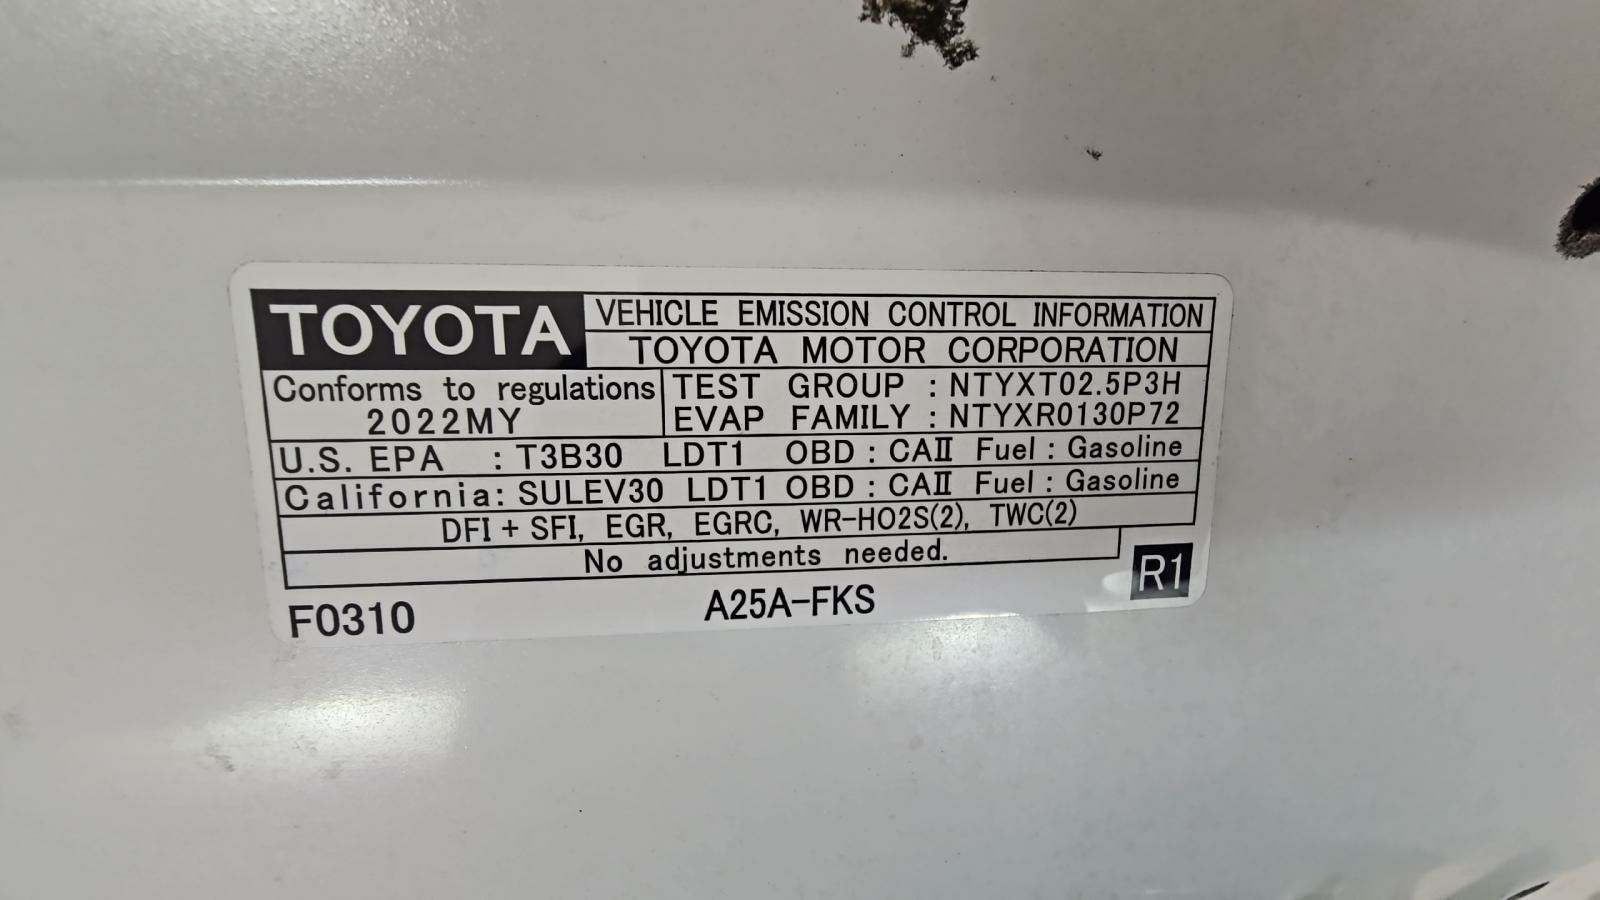 TOYOTA VEHICLE EMISSION CONTROL INFORMATION
TOYOTA MOTOR CORPORATION
Conforms to regulations TEST GROUP : NTYXT02.5P3H
2022MY EVAP FAMILY : NTYXR0130P72
U.S. EPA : T3B30 LDT1 OBD : CAⅡ Fuel : Gasoline
California: SULEV30 LDT1 OBD : CAⅡ Fuel : Gasoline
DFI + SFI, EGR, EGRC, WR-HO2S(2), TWC(2)
No adjustments needed.
R1
F0310 A25A-FKS